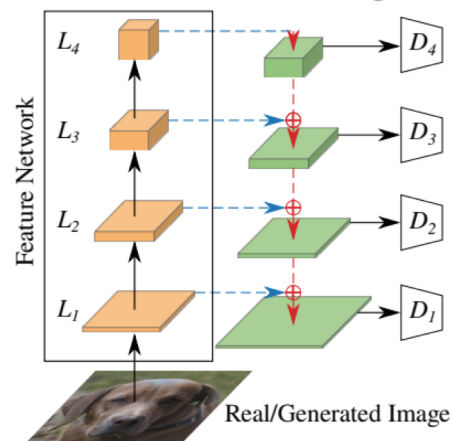 L4
D4
L3
D3
L2
D2
L1
D1
Feature Network
Real/Generated Image